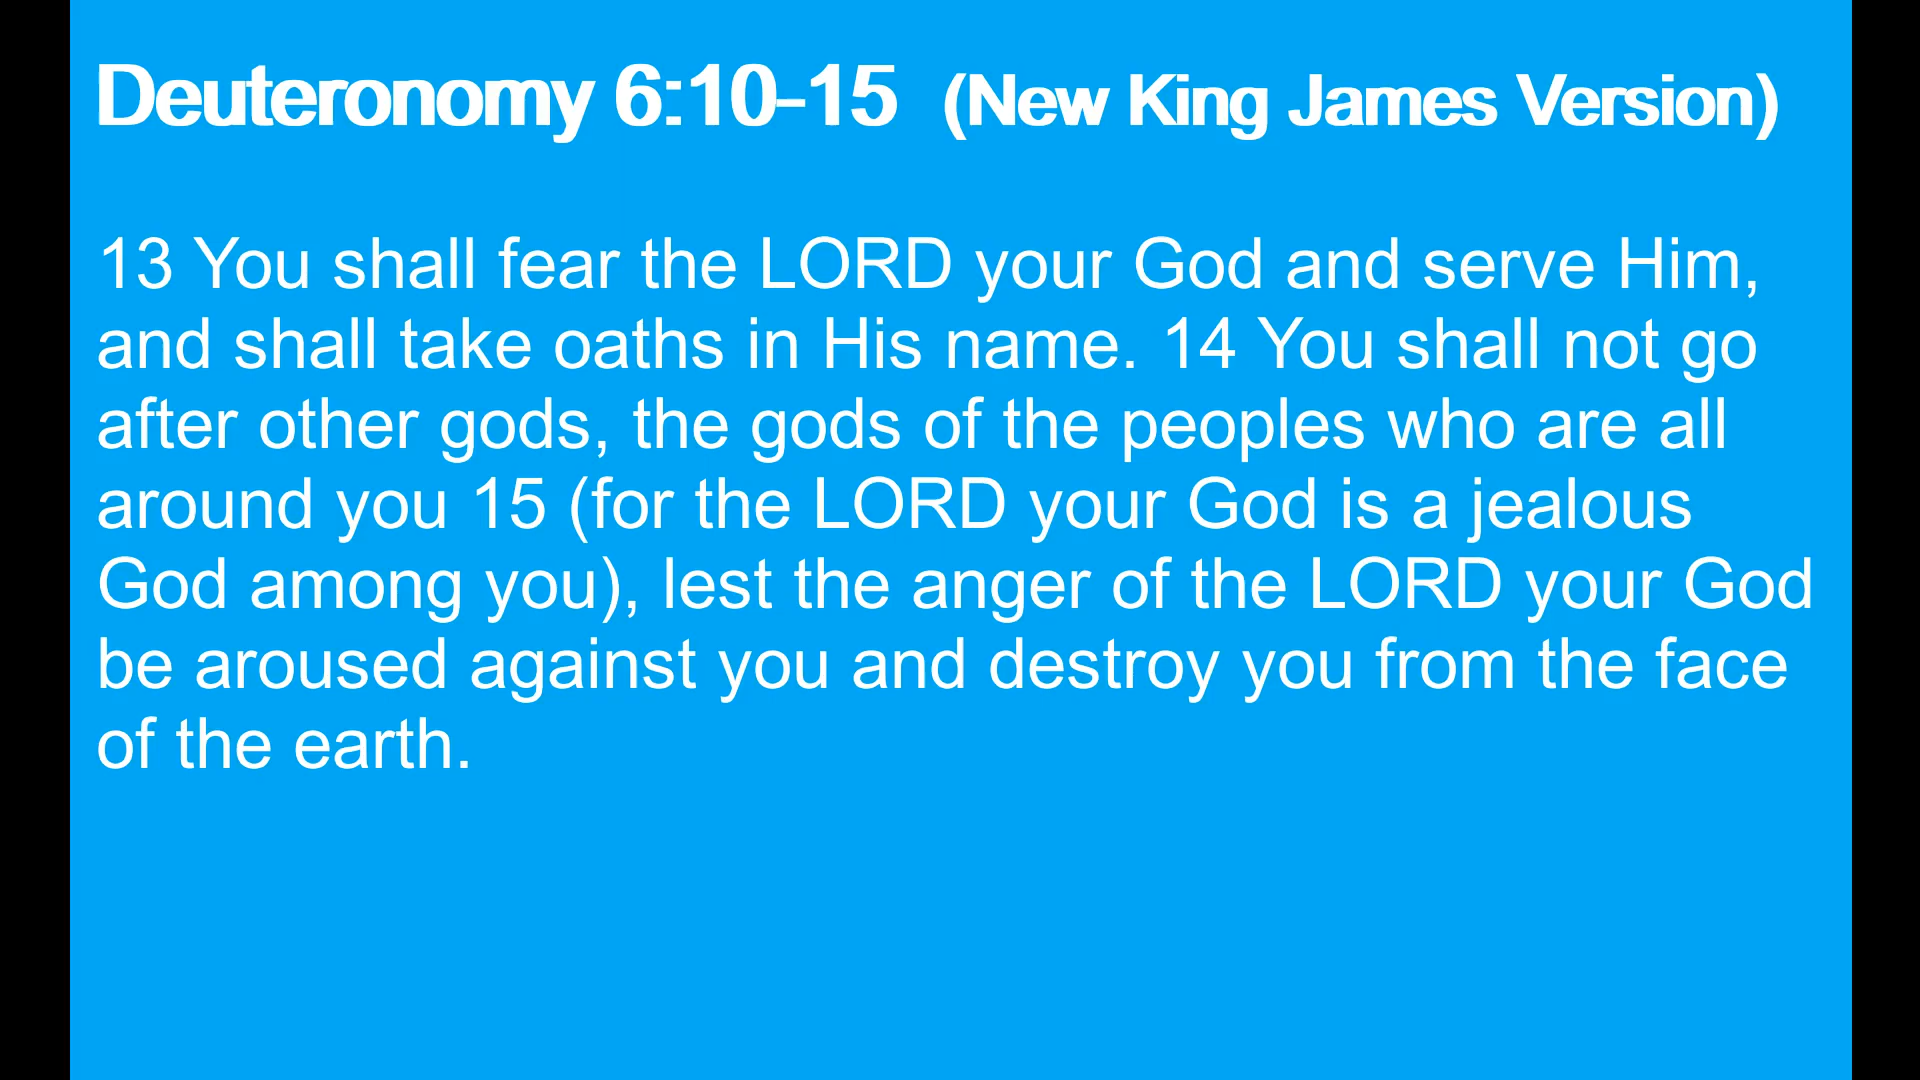 Deuteronomy 6:10-15 (New King James Version)
13 You shall fear the LORD your God and serve Him,
and shall take oaths in His name. 14 You shall not go
after other gods, the gods of the peoples who are all
around you 15 (for the LORD your God is a jealous
God among you), lest the anger of the LORD your God
be aroused against you and destroy you from the face
of the earth.